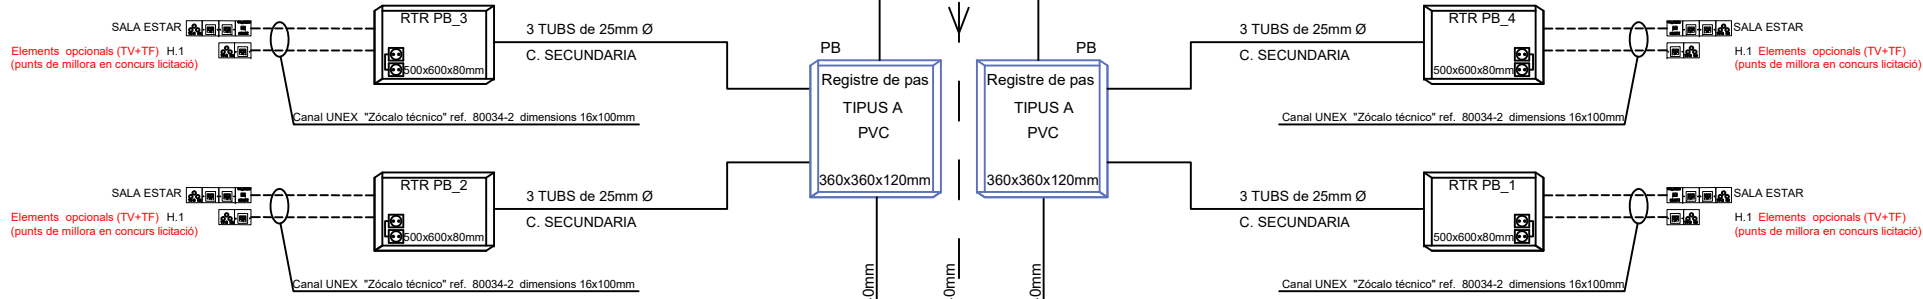 SALA ESTAR
Elements opcionals (TV+TF) H.1
(punts de millora en concurs licitació)
RTR PB_3
500x600x80mm
3 TUBS de 25mm Ø
C. SECUNDARIA
Canal UNEX "Zócalo técnico" ref. 80034-2 dimensions 16x100mm
PB
Registre de pas
TIPUS A
PVC
360x360x120mm
PB
Registre de pas
TIPUS A
PVC
360x360x120mm
3 TUBS de 25mm Ø
C. SECUNDARIA
RTR PB_4
500x600x80mm
SALA ESTAR
H.1 Elements opcionals (TV+TF)
(punts de millora en concurs licitació)
Canal UNEX "Zócalo técnico" ref. 80034-2 dimensions 16x100mm
SALA ESTAR
Elements opcionals (TV+TF) H.1
(punts de millora en concurs licitació)
RTR PB_2
500x600x80mm
3 TUBS de 25mm Ø
C. SECUNDARIA
Canal UNEX "Zócalo técnico" ref. 80034-2 dimensions 16x100mm
0mm
0mm
0mm
3 TUBS de 25mm Ø
C. SECUNDARIA
RTR PB_1
500x600x80mm
SALA ESTAR
H.1 Elements opcionals (TV+TF)
(punts de millora en concurs licitació)
Canal UNEX "Zócalo técnico" ref. 80034-2 dimensions 16x100mm